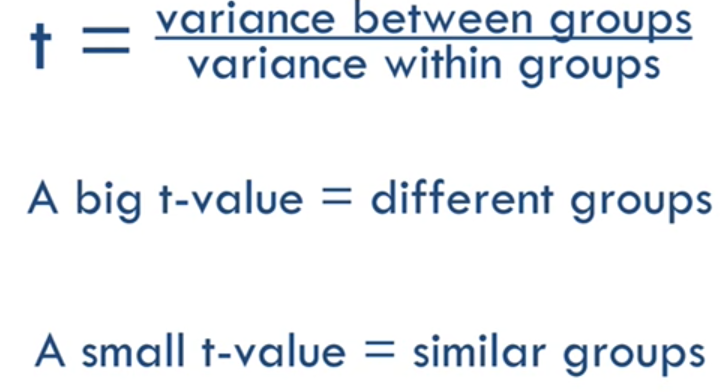 t = variance between groups
variance within groups
A big t-value = different groups
A small t-value = similar groups